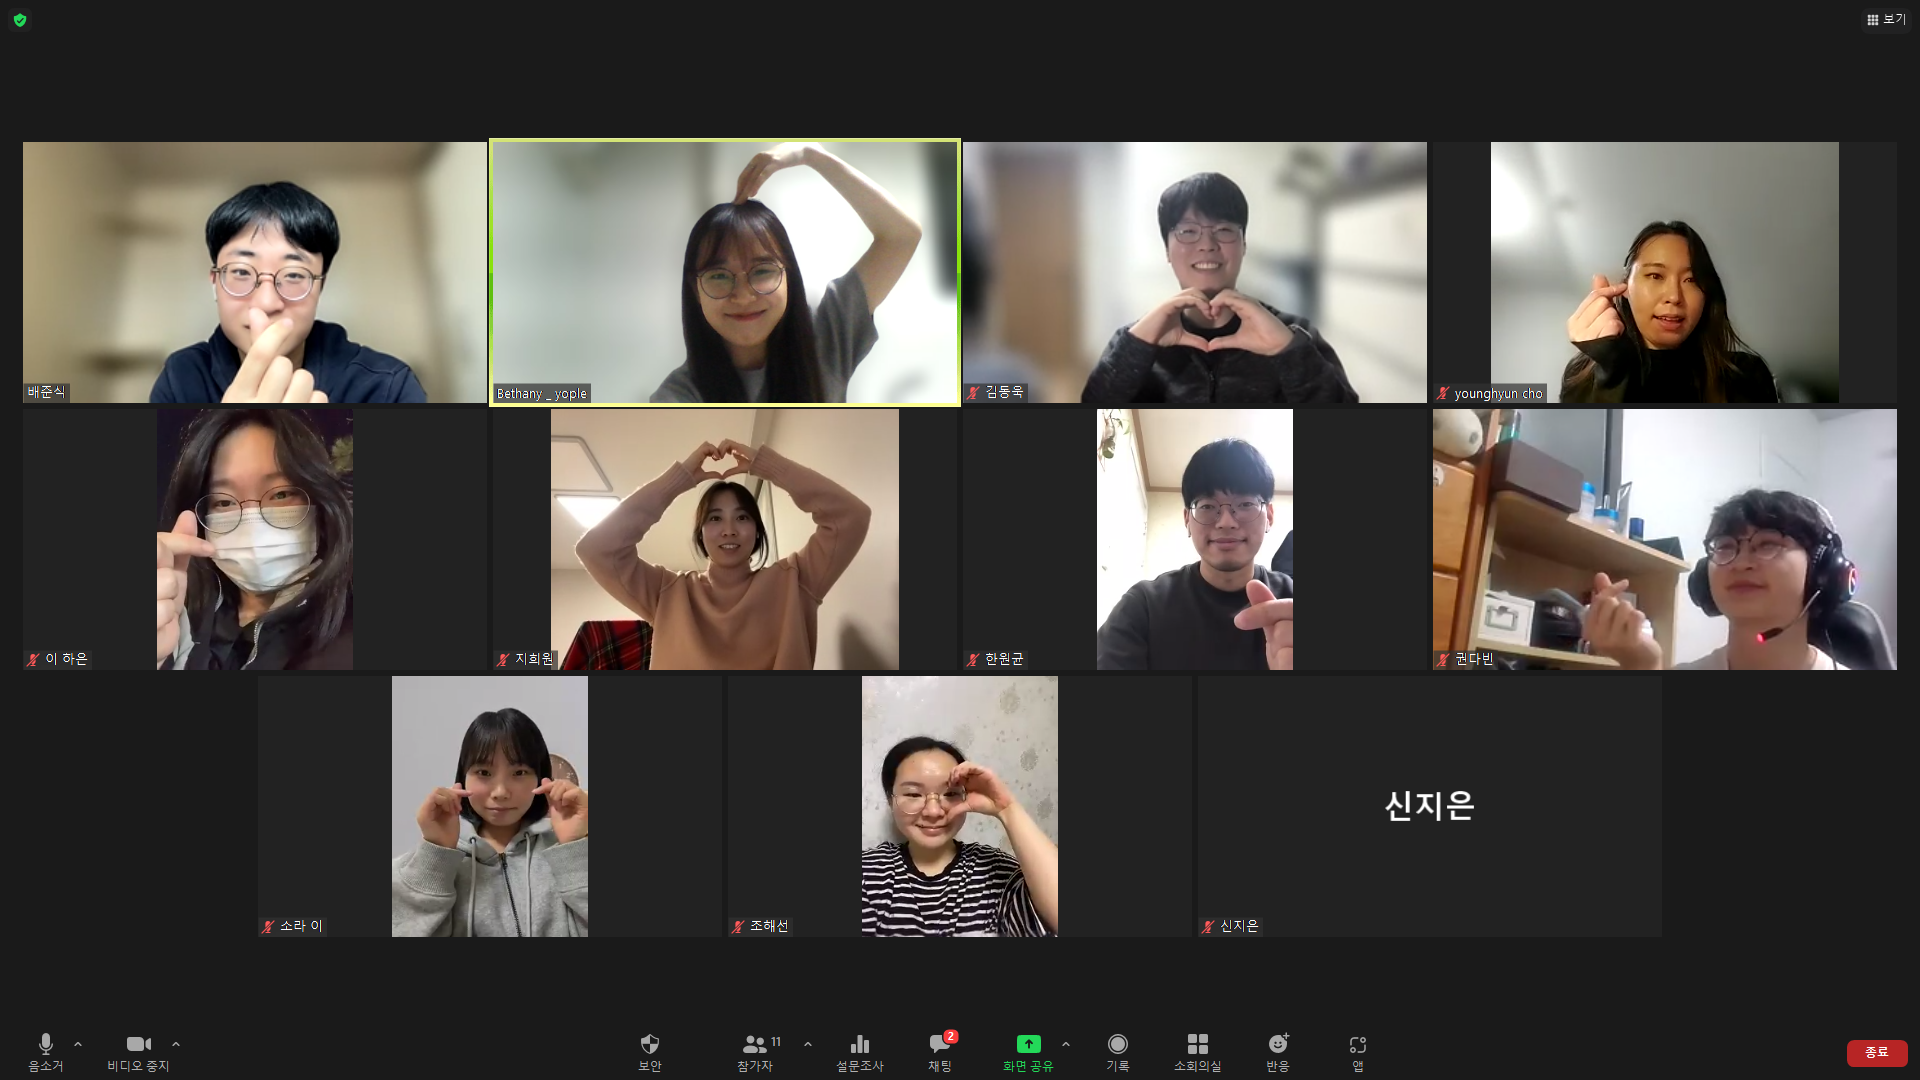 보기
배준식
Bethany _ yople
김동욱
younghyun cho
이 하은
지희원
한원균
권다빈
소라 이
조해선
신지은
신지은
음소거
비디오 중지
보안
참가자
11
설문조사
채팅
2
화면 공유
기록
소회의실
반응
앱
종료